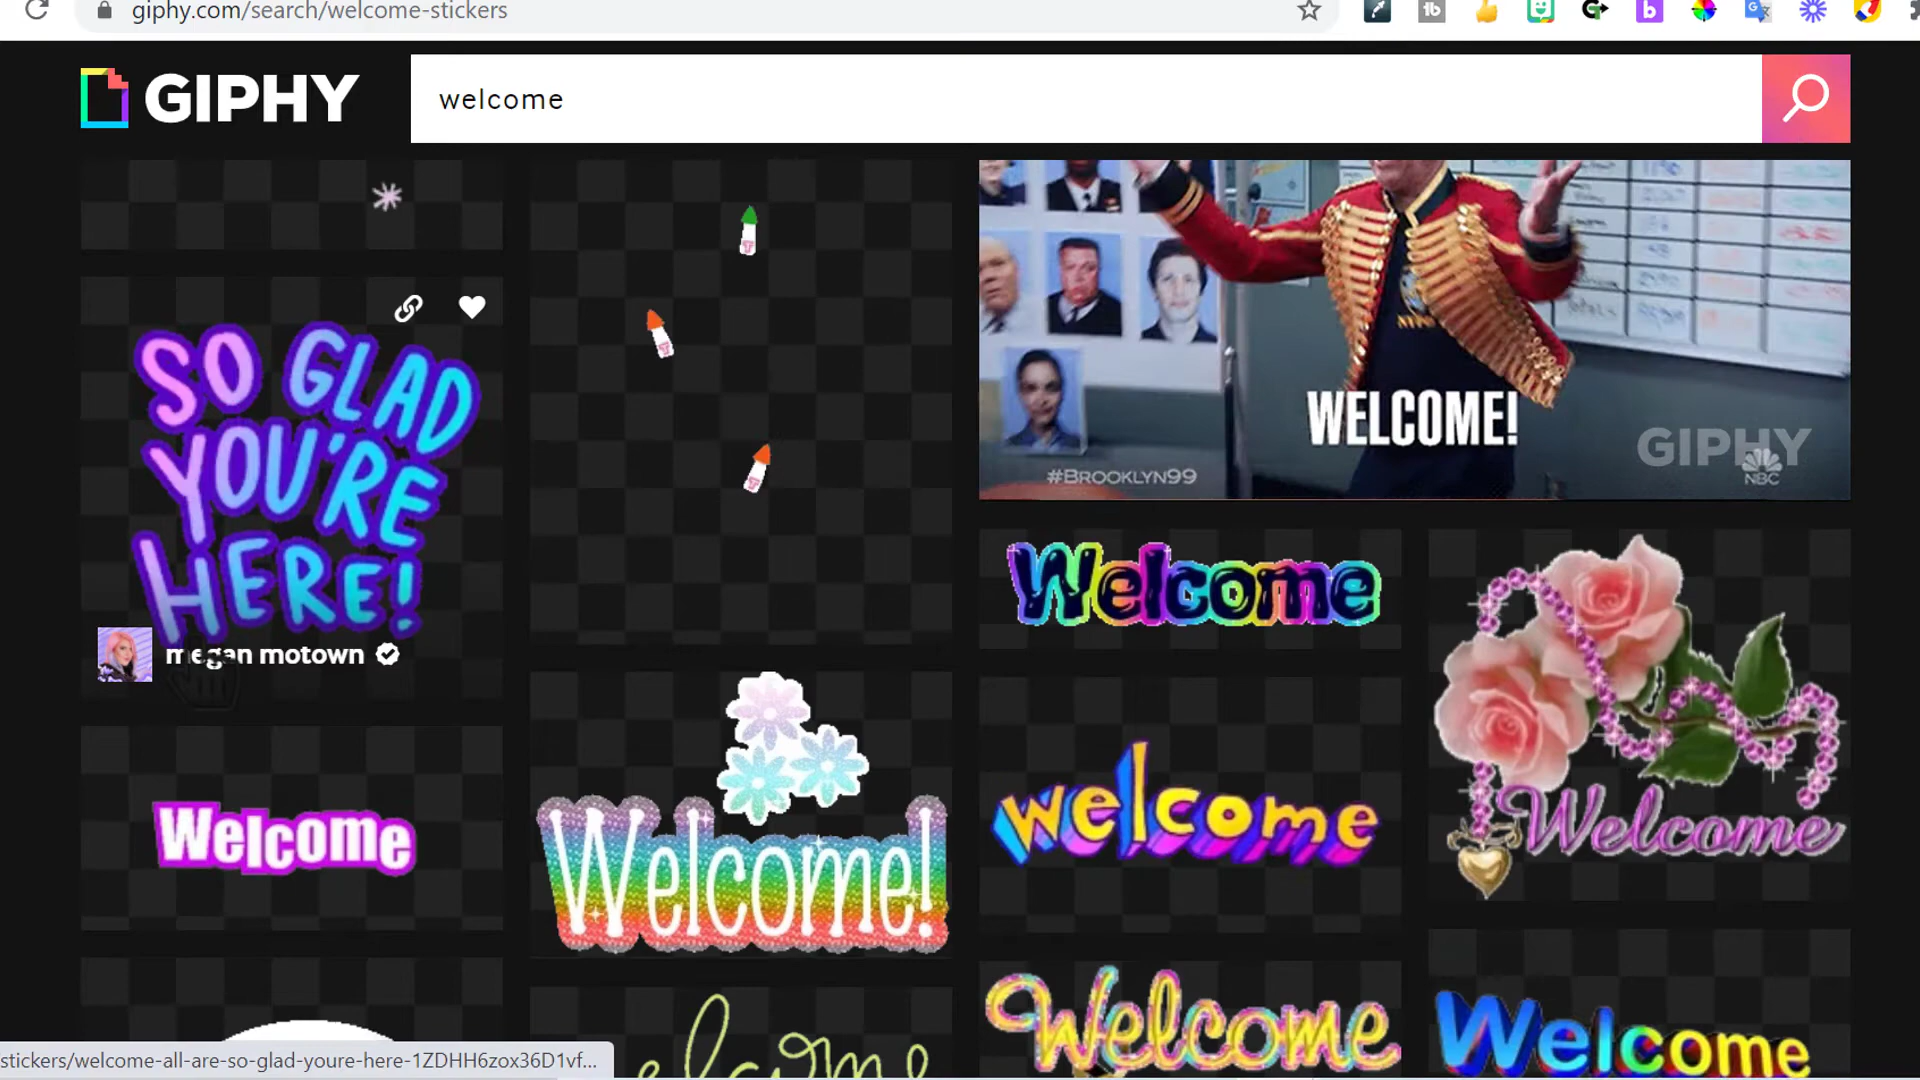 giphy.com/search/welcome-stickers
GIPHY
welcome
SO GLAD
YOU'RE
HERE!
megan motown
WELCOME!
GIPHY
NBC
#BROOKLYN99
Welcome
Welcome
Welcome
Welcome!
welcome
Welcome
Welcome
elcome
stickers/welcome-all-are-so-glad-youre-here-1ZDHH6zox36D1vf...